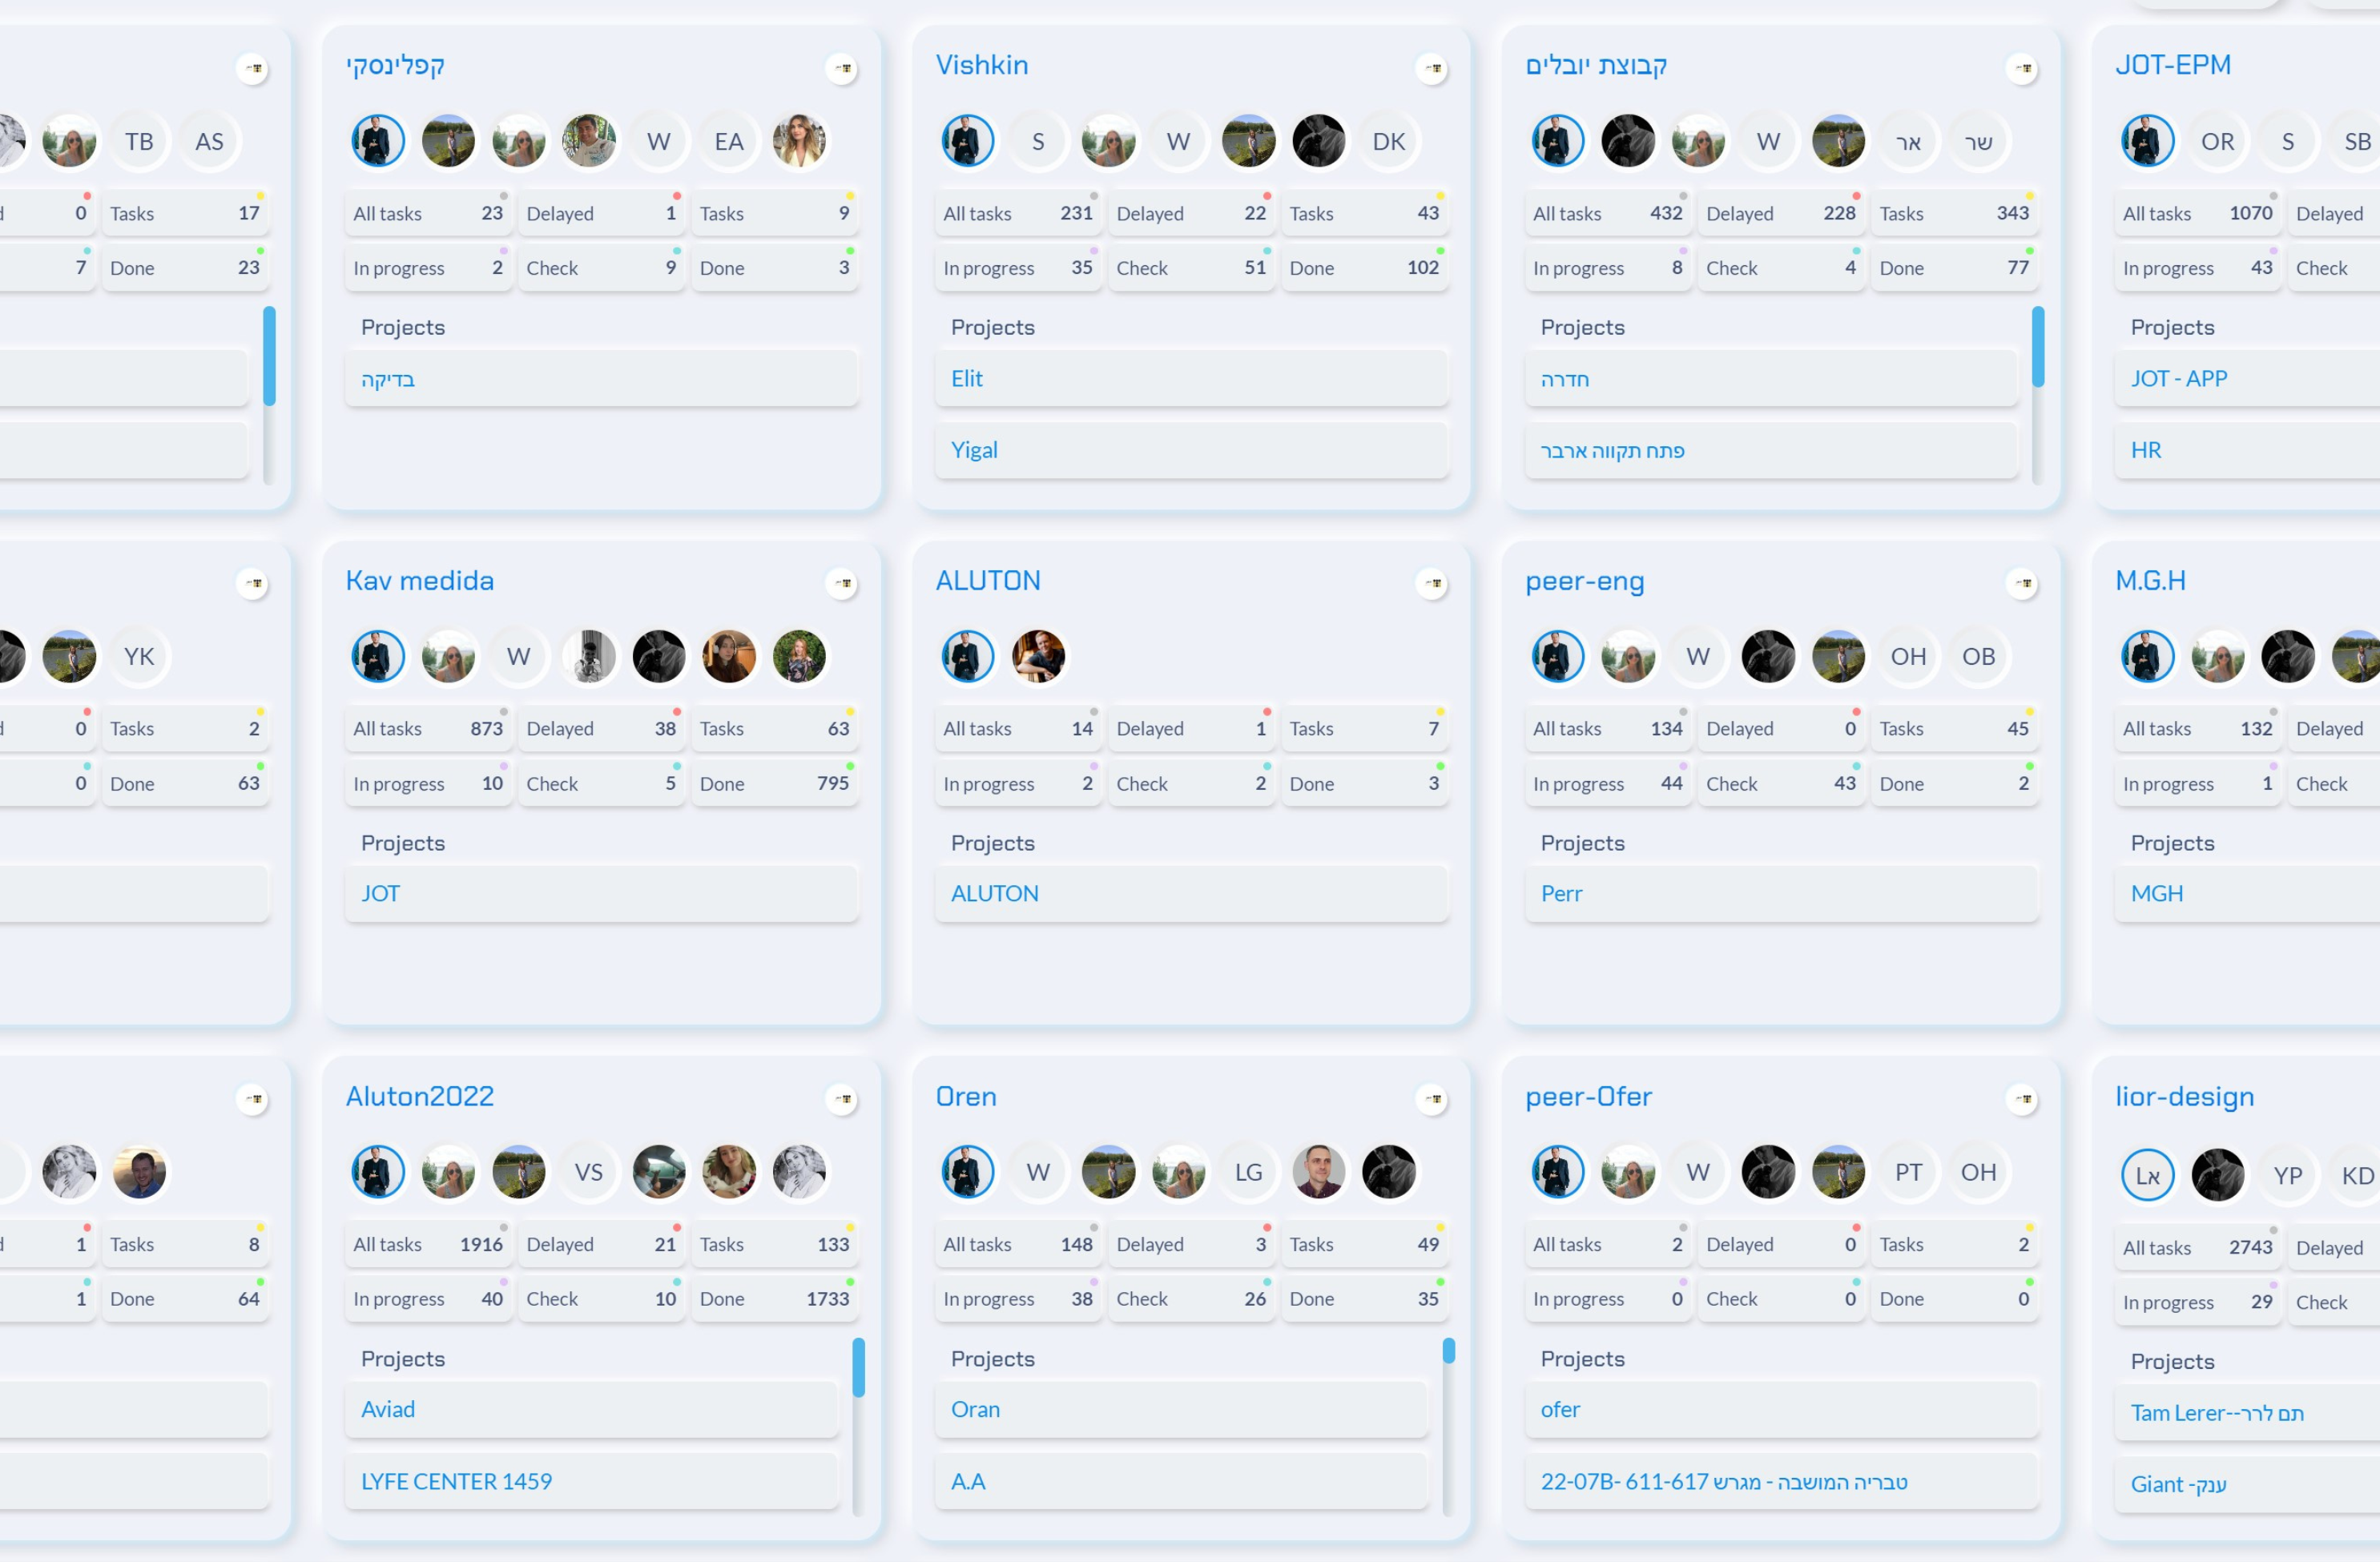 קפלינסקי
Vishkin
קבוצת יובלים
JOT-EPM
TB AS
W EA
S W DK
W אר שר
OR S SB
0 Tasks 17
All tasks 23 Delayed 1 Tasks 9
All tasks 231 Delayed 22 Tasks 43
All tasks 432 Delayed 228 Tasks 343
All tasks 1070 Delayed
7 Done 23
In progress 2 Check 9 Done 3
In progress 35 Check 51 Done 102
In progress 8 Check 4 Done 77
In progress 43 Check
Projects
Projects
Projects
Projects
בדיקה
Elit
חדרה
JOT - APP
Yigal
פתח תקווה ארבר
HR
Kav medida
ALUTON
peer-eng
M.G.H
YK
W
W OH OB
0 Tasks 2
All tasks 873 Delayed 38 Tasks 63
All tasks 14 Delayed 1 Tasks 7
All tasks 134 Delayed 0 Tasks 45
All tasks 132 Delayed
0 Done 63
In progress 10 Check 5 Done 795
In progress 2 Check 2 Done 3
In progress 44 Check 43 Done 2
In progress 1 Check
Projects
Projects
Projects
Projects
JOT
ALUTON
Perr
MGH
Aluton2022
Oren
peer-Ofer
lior-design
VS
W LG
W PT OH
Lא YP KD
1 Tasks 8
All tasks 1916 Delayed 21 Tasks 133
All tasks 148 Delayed 3 Tasks 49
All tasks 2 Delayed 0 Tasks 2
All tasks 2743 Delayed
1 Done 64
In progress 40 Check 10 Done 1733
In progress 38 Check 26 Done 35
In progress 0 Check 0 Done 0
In progress 29 Check
Projects
Projects
Projects
Projects
Aviad
Oran
ofer
Tam Lerer--תם לרר
LYFE CENTER 1459
A.A
22-07B- 611-617 טבריה המושבה - מגרש
Giant -ענק